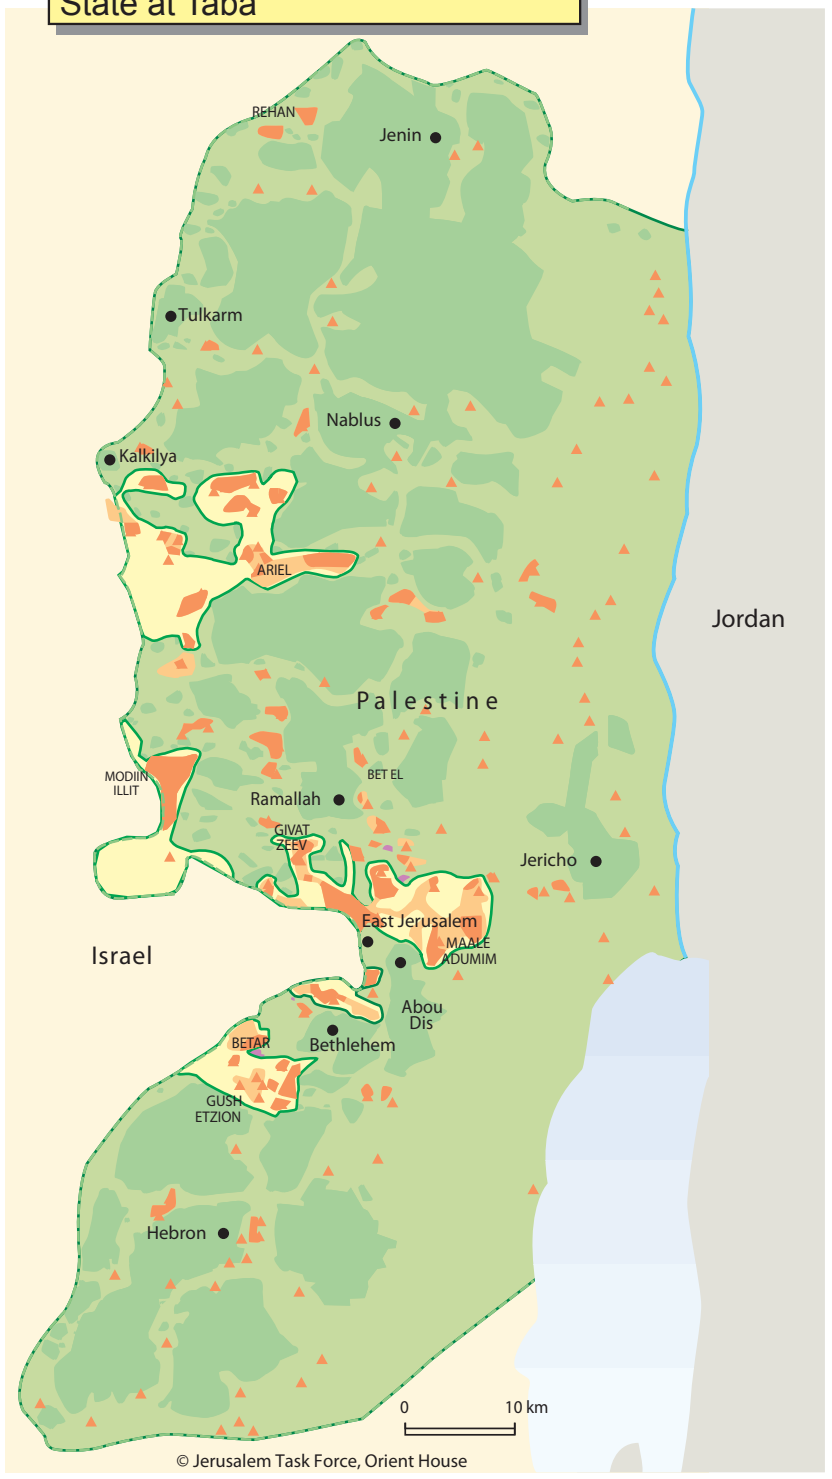 State at Taba
REHAN
Jenin
Tulkarm
Nablus
Kalkilya
ARIEL
Jordan
Palestine
MODIIN
ILLIT
BET EL
Ramallah
GIVAT
ZEEV
Jericho
East Jerusalem
Israel
MAALE
ADUMIM
Abou
Dis
BETAR
Bethlehem
GUSH
ETZION
Hebron
0 10 km
© Jerusalem Task Force, Orient House